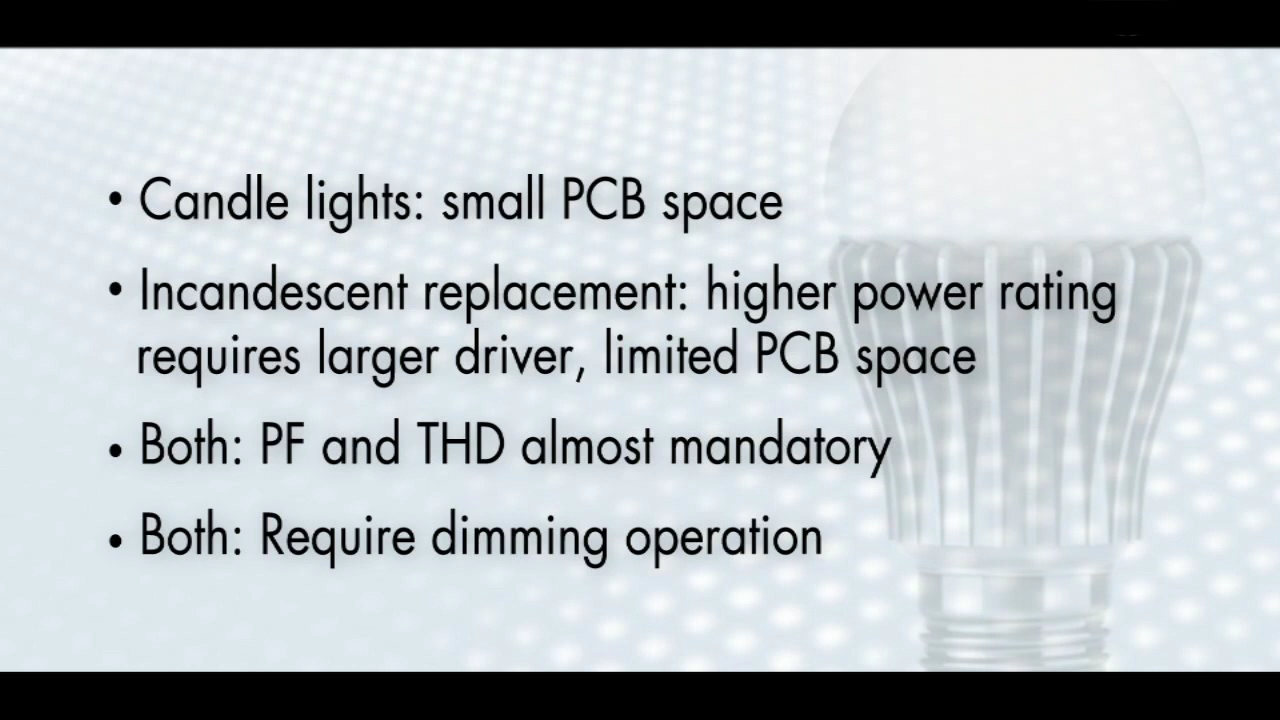 • Candle lights: small PCB space
• Incandescent replacement: higher power rating
requires larger driver, limited PCB space
• Both: PF and THD almost mandatory
• Both: Require dimming operation